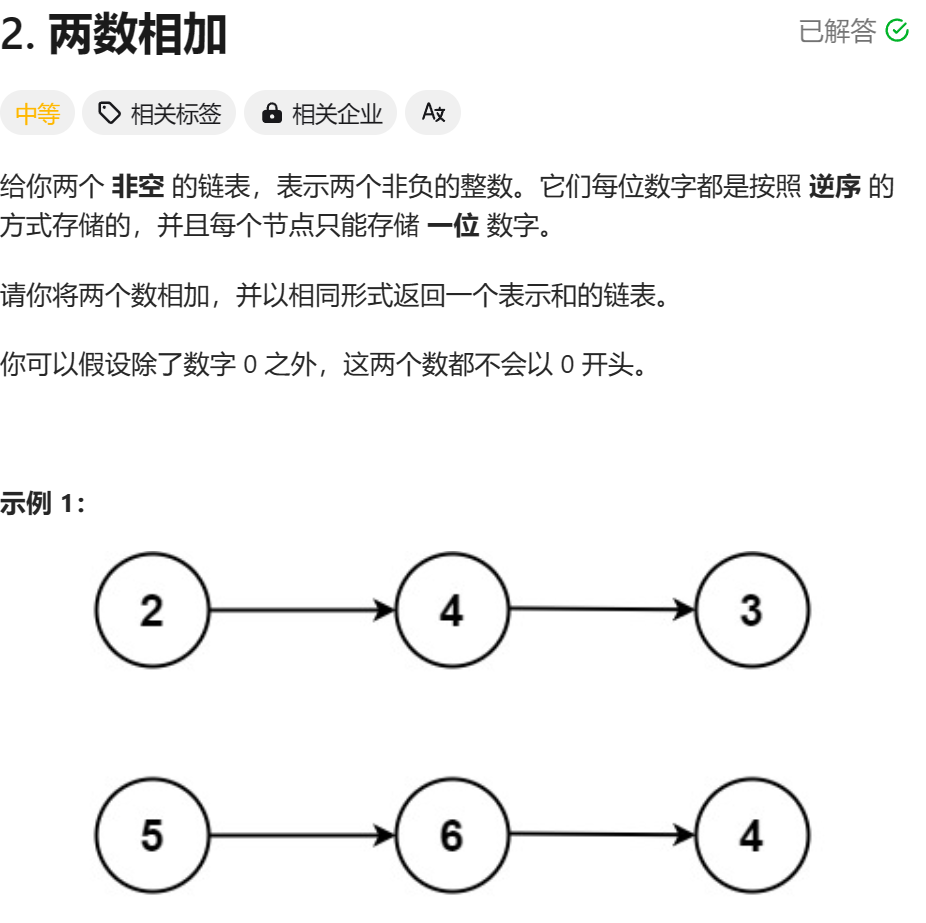 2. 两数相加
已解答
中等
相关标签
相关企业
给你两个 非空 的链表，表示两个非负的整数。它们每位数字都是按照 逆序 的
方式存储的，并且每个节点只能存储 一位 数字。
请你将两个数相加，并以相同形式返回一个表示和的链表。
你可以假设除了数字 0 之外，这两个数都不会以 0 开头。
示例 1：
2 4 3
5 6 4